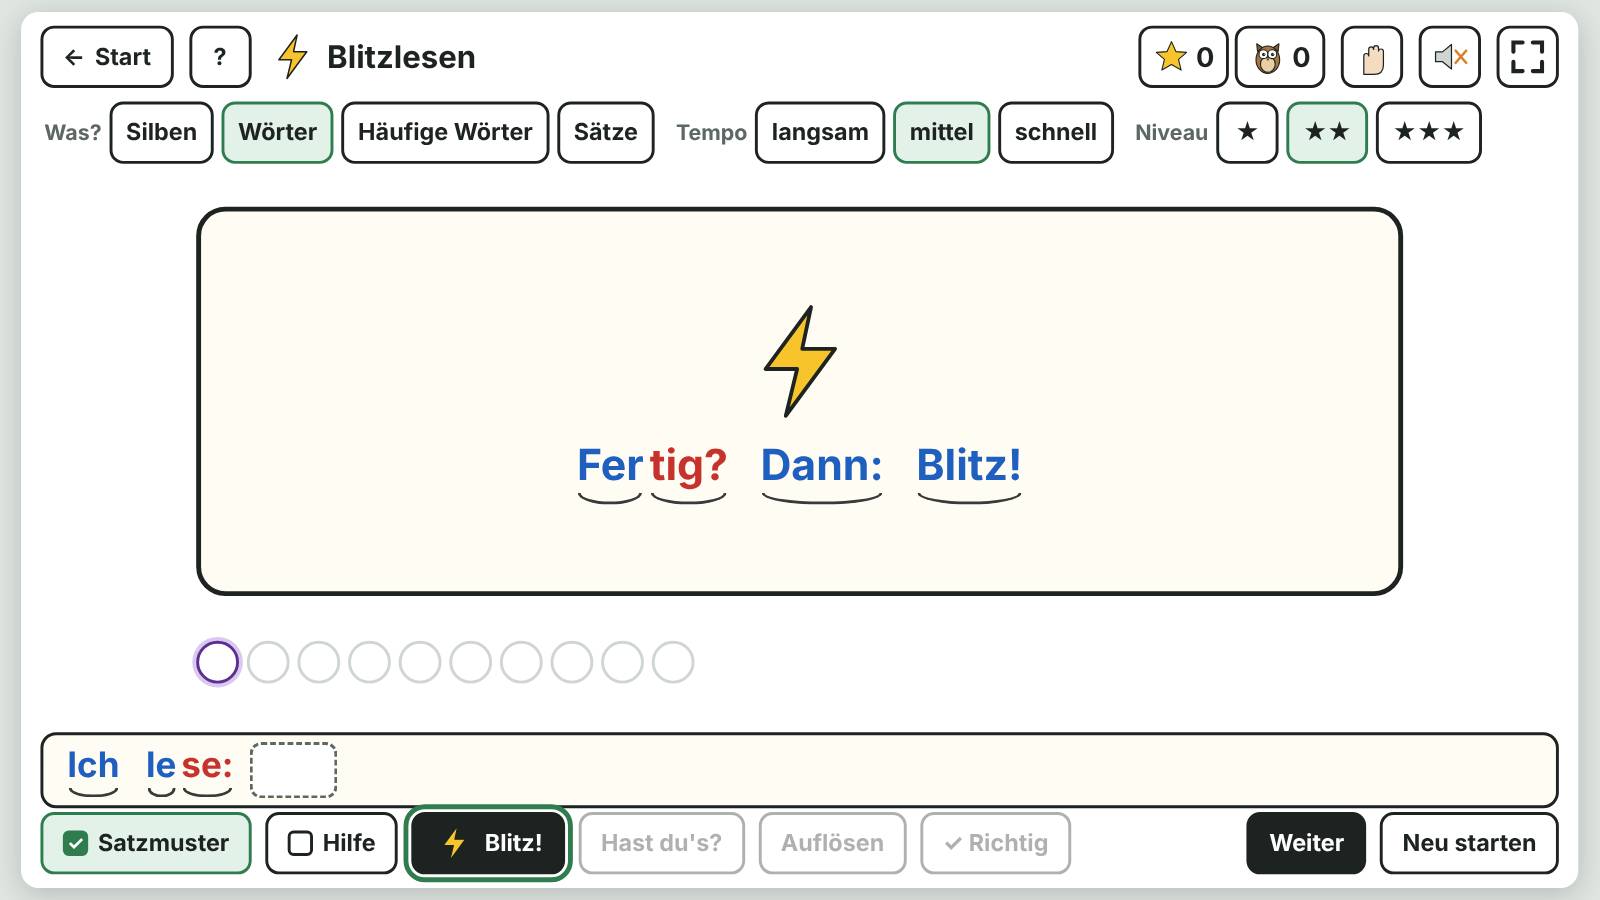 ← Start ? Blitzlesen 0 0
Was? Silben Wörter Häufige Wörter Sätze Tempo langsam mittel schnell Niveau ★ ★★ ★★★
Fertig? Dann: Blitz!
Ich lese:
Satzmuster Hilfe Blitz! Hast du's? Auflösen ✓ Richtig Weiter Neu starten